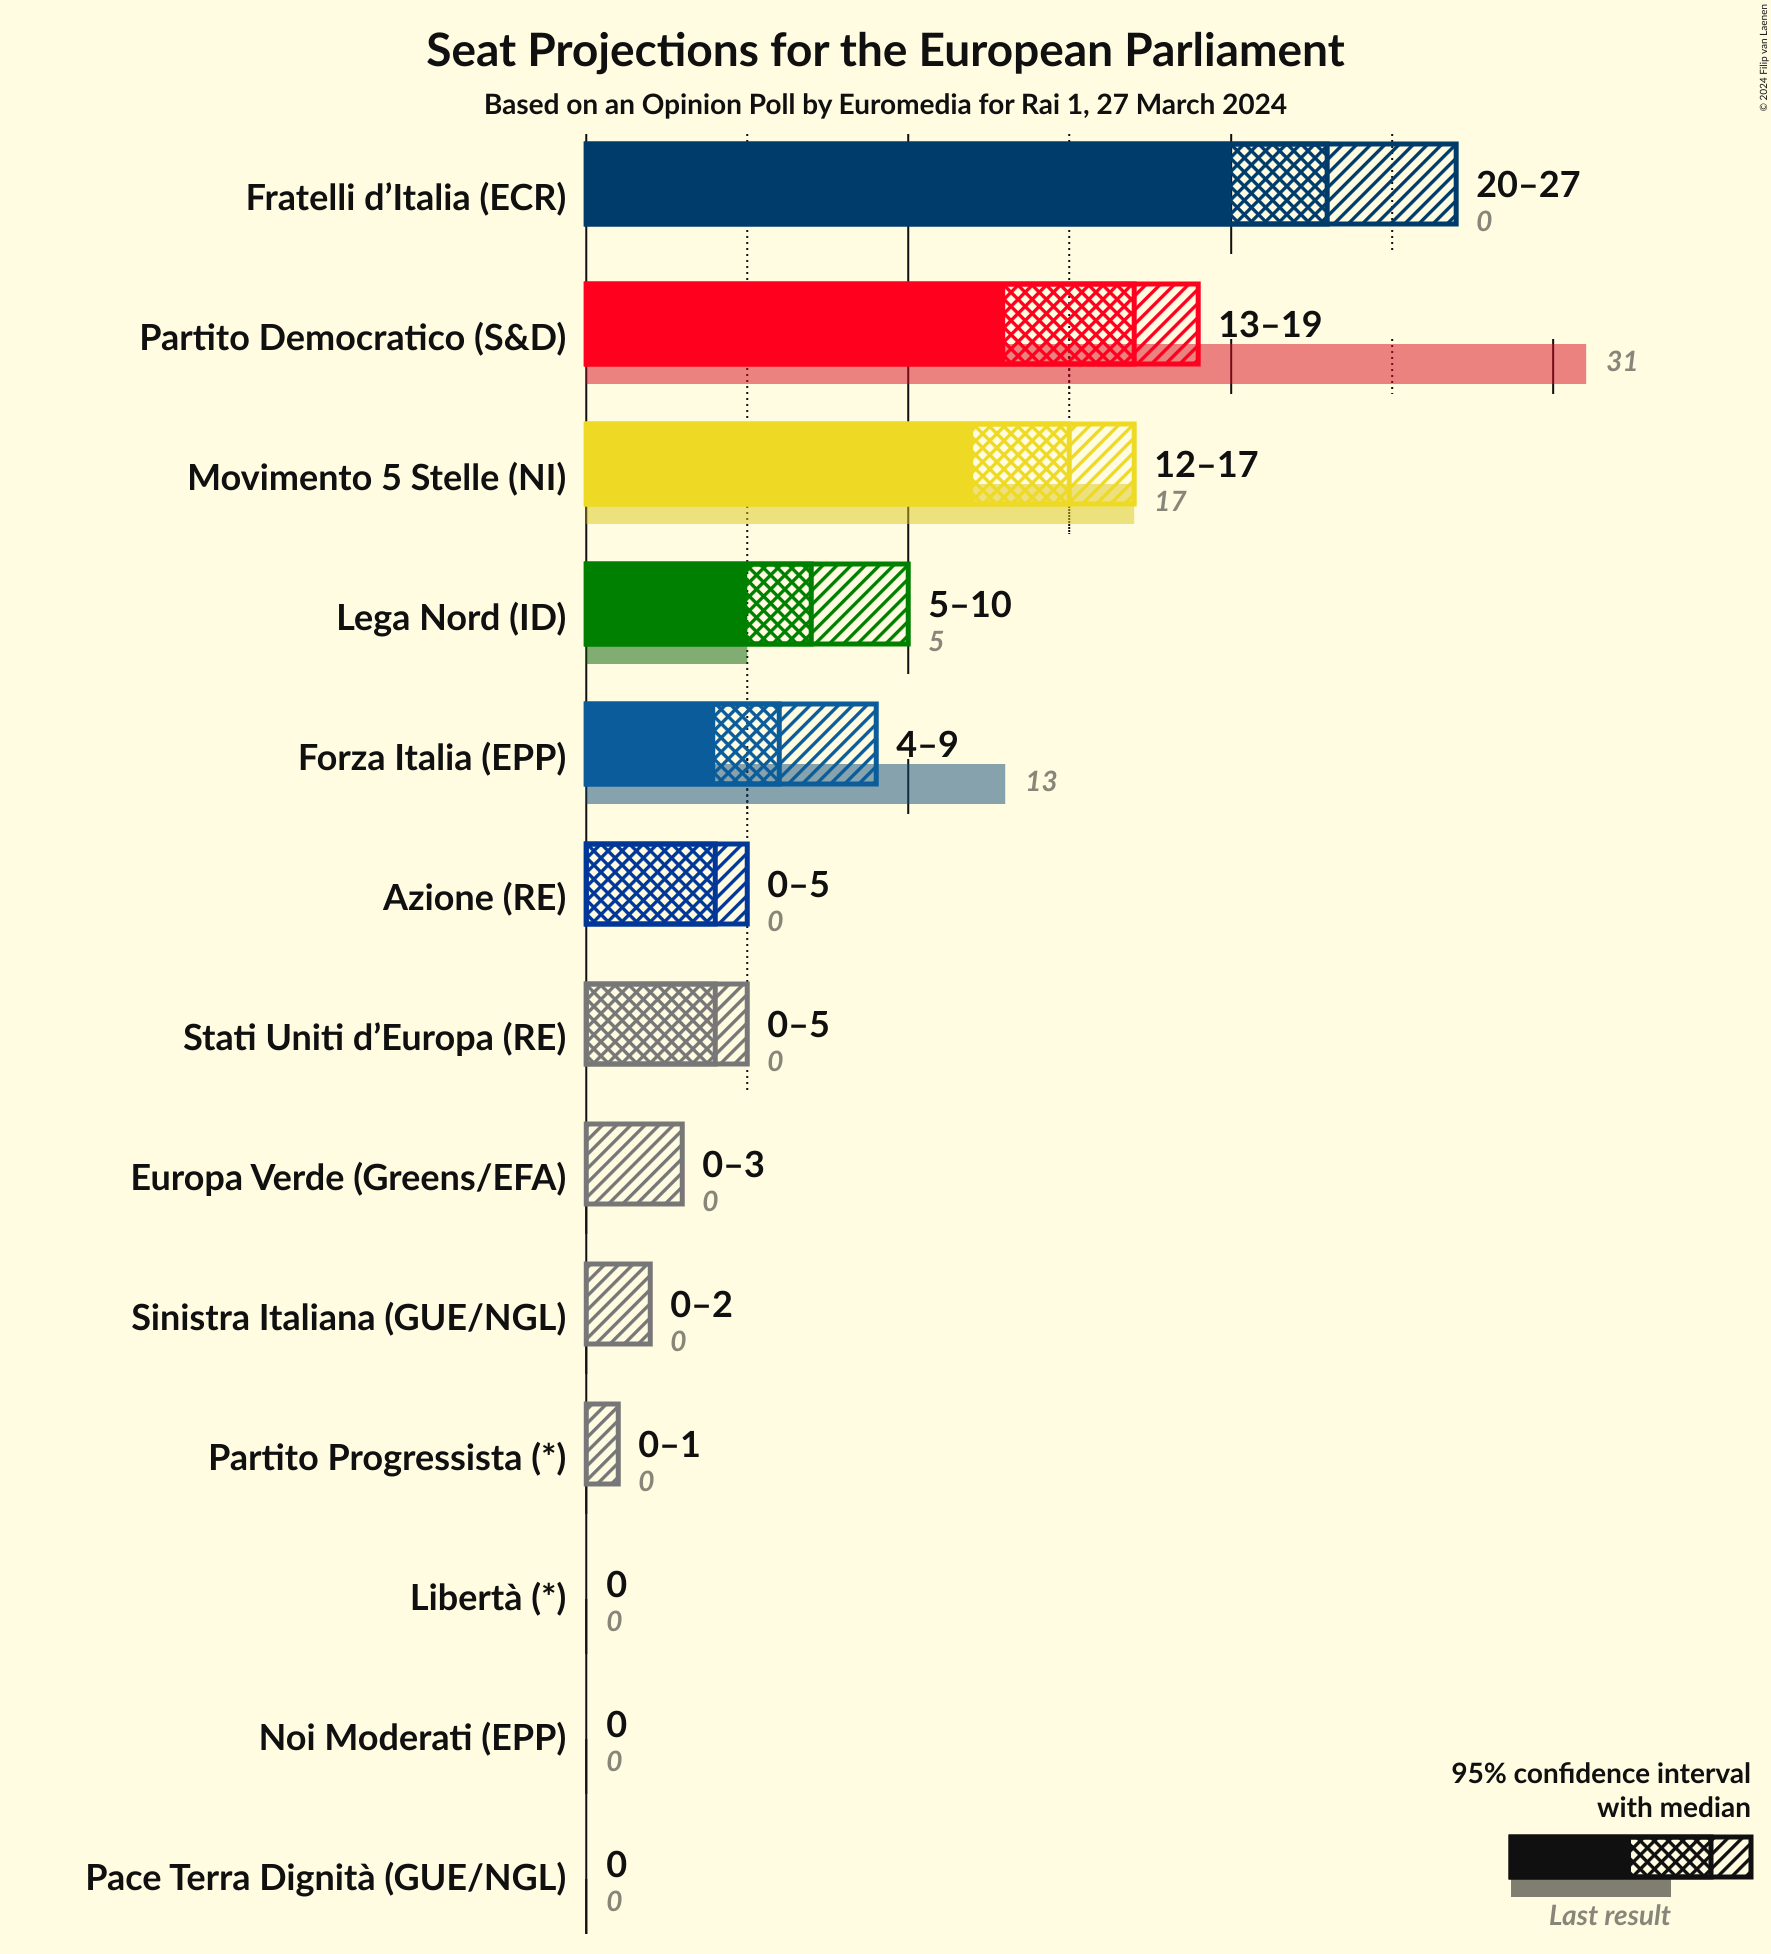 Seat Projections for the European Parliament
Based on an Opinion Poll by Euromedia for Rai 1, 27 March 2024
© 2024 Filip van Laenen
Fratelli d’Italia (ECR)
20–27
0
Partito Democratico (S&D)
13–19
31
Movimento 5 Stelle (NI)
12–17
17
Lega Nord (ID)
5–10
5
Forza Italia (EPP)
4–9
13
Azione (RE)
0–5
0
Stati Uniti d’Europa (RE)
0–5
0
Europa Verde (Greens/EFA)
0–3
0
Sinistra Italiana (GUE/NGL)
0–2
0
Partito Progressista (*)
0–1
0
Libertà (*)
0
0
Noi Moderati (EPP)
0
0
Pace Terra Dignità (GUE/NGL)
0
0
95% confidence interval
with median
Last result